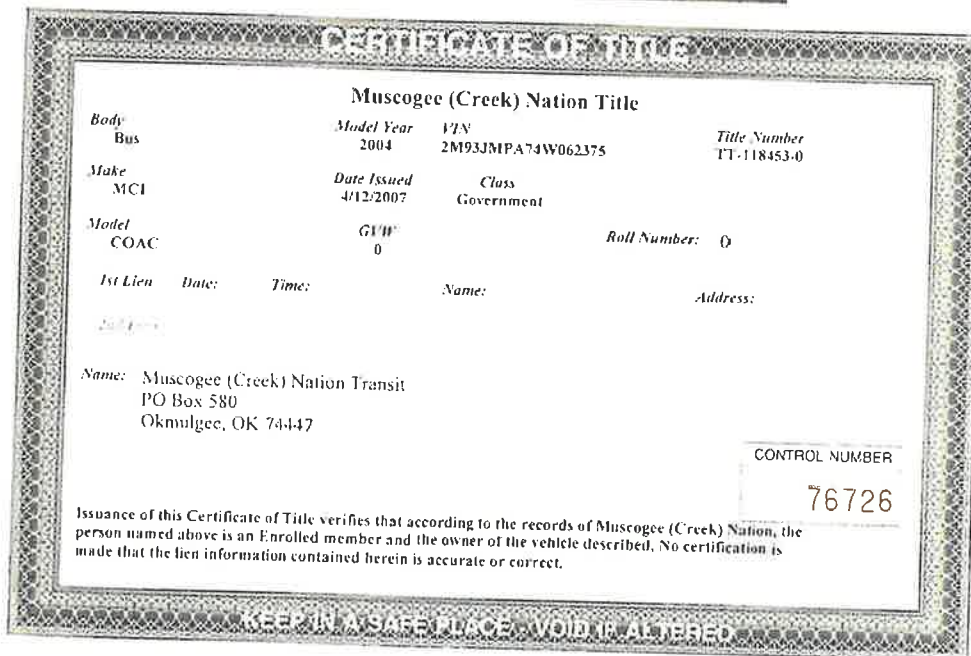 CERTIFICATE OF TITLE
Muscogee (Creek) Nation Title
Body Model Year VIN Title Number
Bus 2004 2M93JMPA74W062375 TT-118453-0
Make Date Issued Class
MCI 4/12/2007 Government
Model GVW Roll Number: 0
COAC 0
1st Lien Date: Time: Name: Address:
Name: Muscogee (Creek) Nation Transit
PO Box 580
Okmulgee, OK 74447
CONTROL NUMBER
76726
Issuance of this Certificate of Title verifies that according to the records of Muscogee (Creek) Nation, the
person named above is an Enrolled member and the owner of the vehicle described. No certification is
made that the lien information contained herein is accurate or correct.
KEEP IN A SAFE PLACE - VOID IF ALTERED